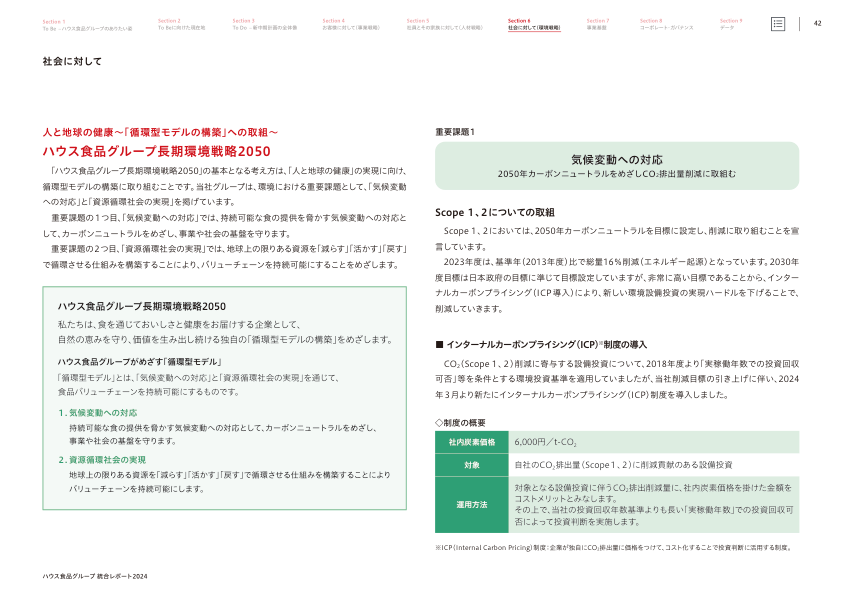 Section 1
To Be －ハウス食品グループのありたい姿
Section 2
To Beに向けた現在地
Section 3
To Do －新中期計画の全体像
Section 4
お客様に対して（事業戦略）
Section 5
社員とその家族に対して（人材戦略）
Section 6
社会に対して（環境戦略）
Section 7
事業基盤
Section 8
コーポレート・ガバナンス
Section 9
データ
42
社会に対して
人と地球の健康～「循環型モデルの構築」への取組～
ハウス食品グループ長期環境戦略2050
「ハウス食品グループ長期環境戦略2050」の基本となる考え方は、「人と地球の健康」の実現に向け、
循環型モデルの構築に取り組むことです。当社グループは、環境における重要課題として、「気候変動
への対応」と「資源循環社会の実現」を掲げています。
重要課題の１つ目、「気候変動への対応」では、持続可能な食の提供を脅かす気候変動への対応と
して、カーボンニュートラルをめざし、事業や社会の基盤を守ります。
重要課題の２つ目、「資源循環社会の実現」では、地球上の限りある資源を「減らす」「活かす」「戻す」
で循環させる仕組みを構築することにより、バリューチェーンを持続可能にすることをめざします。
ハウス食品グループ長期環境戦略2050
私たちは、食を通じておいしさと健康をお届けする企業として、
自然の恵みを守り、価値を生み出し続ける独自の「循環型モデルの構築」をめざします。
ハウス食品グループがめざす「循環型モデル」
「循環型モデル」とは、「気候変動への対応」と「資源循環社会の実現」を通じて、
食品バリューチェーンを持続可能にするものです。
1．気候変動への対応
持続可能な食の提供を脅かす気候変動への対応として、カーボンニュートラルをめざし、
事業や社会の基盤を守ります。
2．資源循環社会の実現
地球上の限りある資源を「減らす」「活かす」「戻す」で循環させる仕組みを構築することにより
バリューチェーンを持続可能にします。
重要課題1
気候変動への対応
2050年カーボンニュートラルをめざしCO₂排出量削減に取組む
Scope 1、2についての取組
Scope 1、2においては、2050年カーボンニュートラルを目標に設定し、削減に取り組むことを宣
言しています。
2023年度は、基準年（2013年度）比で総量16%削減（エネルギー起源）となっています。2030年
度目標は日本政府の目標に準じて目標設定していますが、非常に高い目標であることから、インター
ナルカーボンプライシング（ICP導入）により、新しい環境設備投資の実現ハードルを下げることで、
削減していきます。
■ インターナルカーボンプライシング（ICP）※制度の導入
CO₂（Scope 1、2）削減に寄与する設備投資について、2018年度より「実稼働年数での投資回収
可否」等を条件とする環境投資基準を適用していましたが、当社削減目標の引き上げに伴い、2024
年3月より新たにインターナルカーボンプライシング（ICP）制度を導入しました。
◇制度の概要
社内炭素価格
6,000円／t-CO₂
対象
自社のCO₂排出量（Scope1、2）に削減貢献のある設備投資
運用方法
対象となる設備投資に伴うCO₂排出削減量に、社内炭素価格を掛けた金額を
コストメリットとみなします。
その上で、当社の投資回収年数基準よりも長い「実稼働年数」での投資回収可
否によって投資判断を実施します。
※ICP（Internal Carbon Pricing）制度：企業が独自にCO₂排出量に価格をつけて、コスト化することで投資判断に活用する制度。
ハウス食品グループ 統合レポート2024